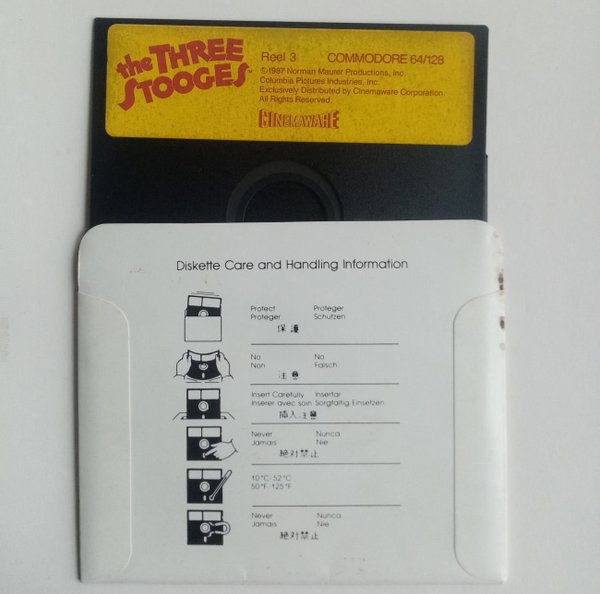 the THREE
STOOGES™
Reel 3 COMMODORE 64/128
©1987 Norman Maurer Productions, Inc.
Columbia Pictures Industries, Inc.
Exclusively Distributed by Cinemaware Corporation.
All Rights Reserved.
CINEMAWARE
Diskette Care and Handling Information
Protect Proteger
Proteger Schutzen
保護
No No
Non Falsch
注意
Insert Carefully Insertar
Inserer avec soin Sorgfaltig Einsetzen
插入注意
Never Nunca
Jamais Nie
絶対禁止
10°C-52°C
50°F-125°F
Never Nunca
Jamais Nie
絶対禁止